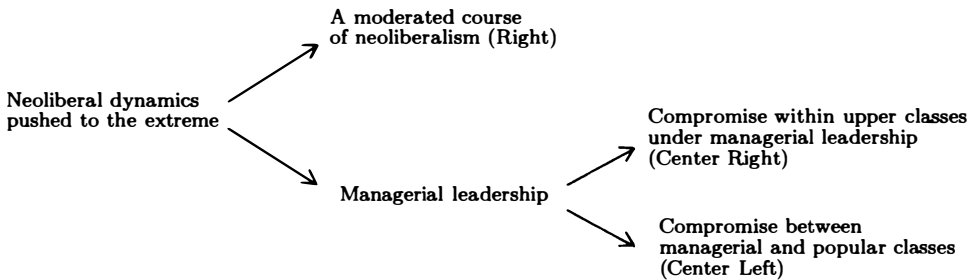 A moderated course
of neoliberalism (Right)
Neoliberal dynamics
pushed to the extreme
Compromise within upper classes
under managerial leadership
(Center Right)
Managerial leadership
Compromise between
managerial and popular classes
(Center Left)